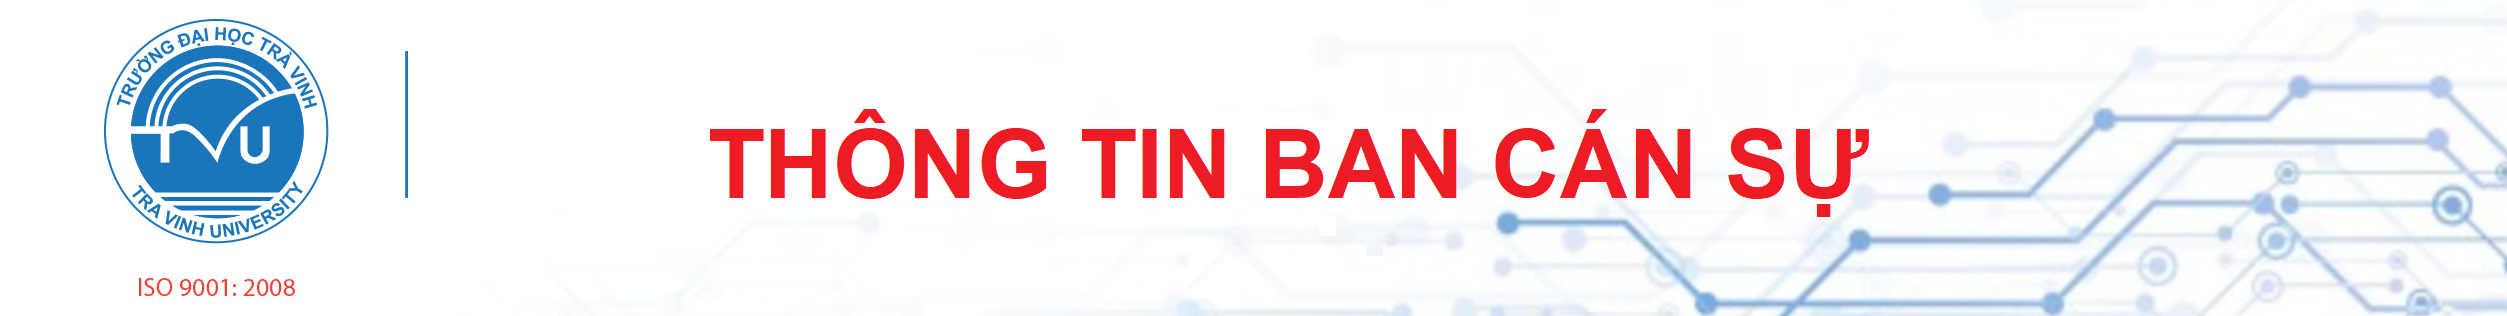 TRƯỜNG ĐẠI HỌC TRÀ VINH
TVU
TRA VINH UNIVERSITY
ISO 9001: 2008
THÔNG TIN BAN CÁN SỰ